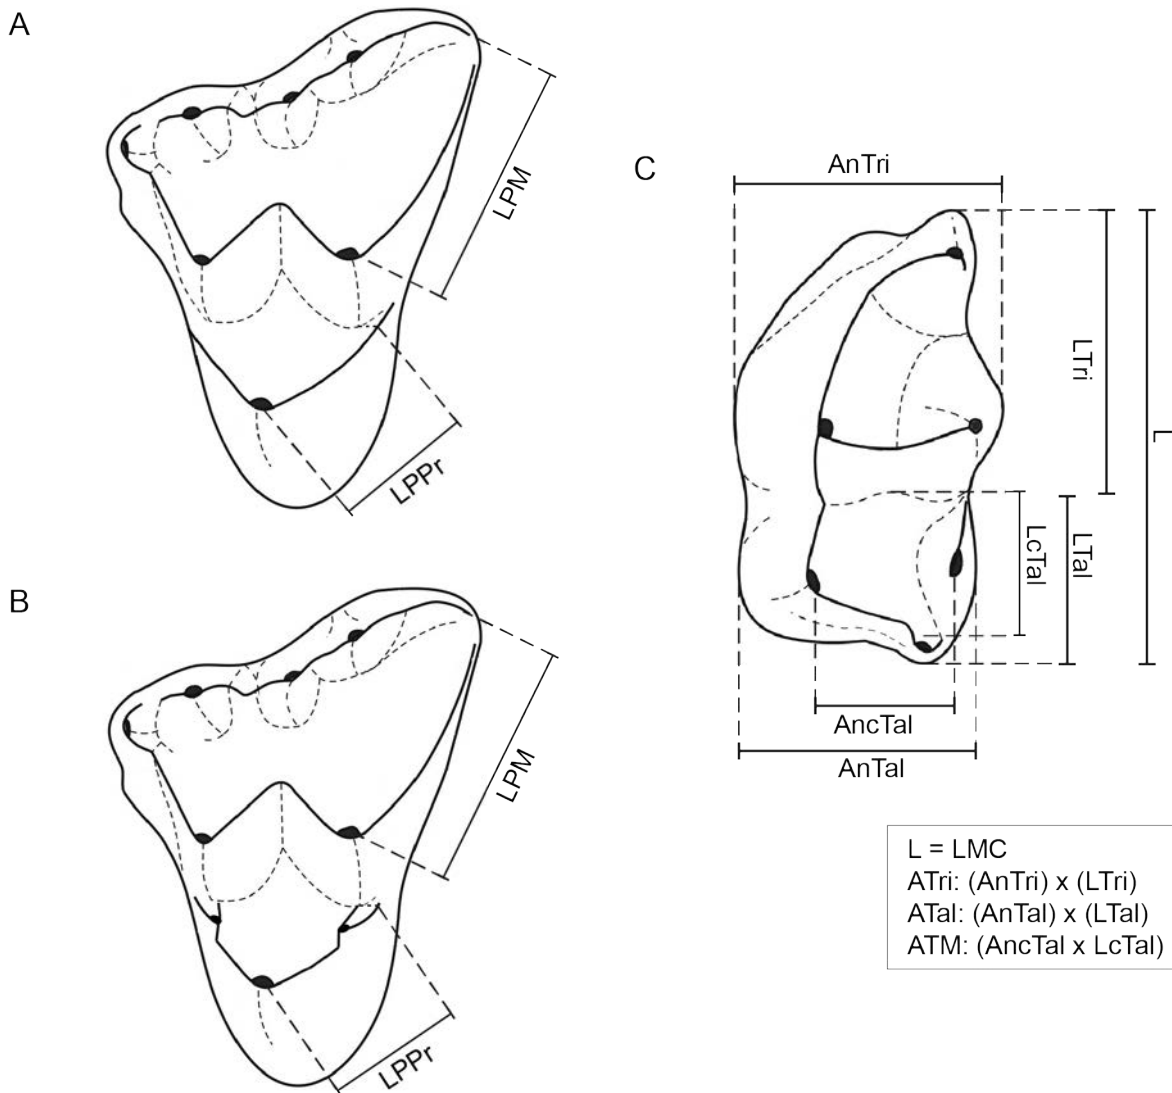 A
LPM
LPPr
B
LPM
LPPr
C
AnTri
LTri
L
LcTal
LTal
AncTal
AnTal
L = LMC
ATri: (AnTri) x (LTri)
ATal: (AnTal) x (LTal)
ATM: (AncTal x LcTal)